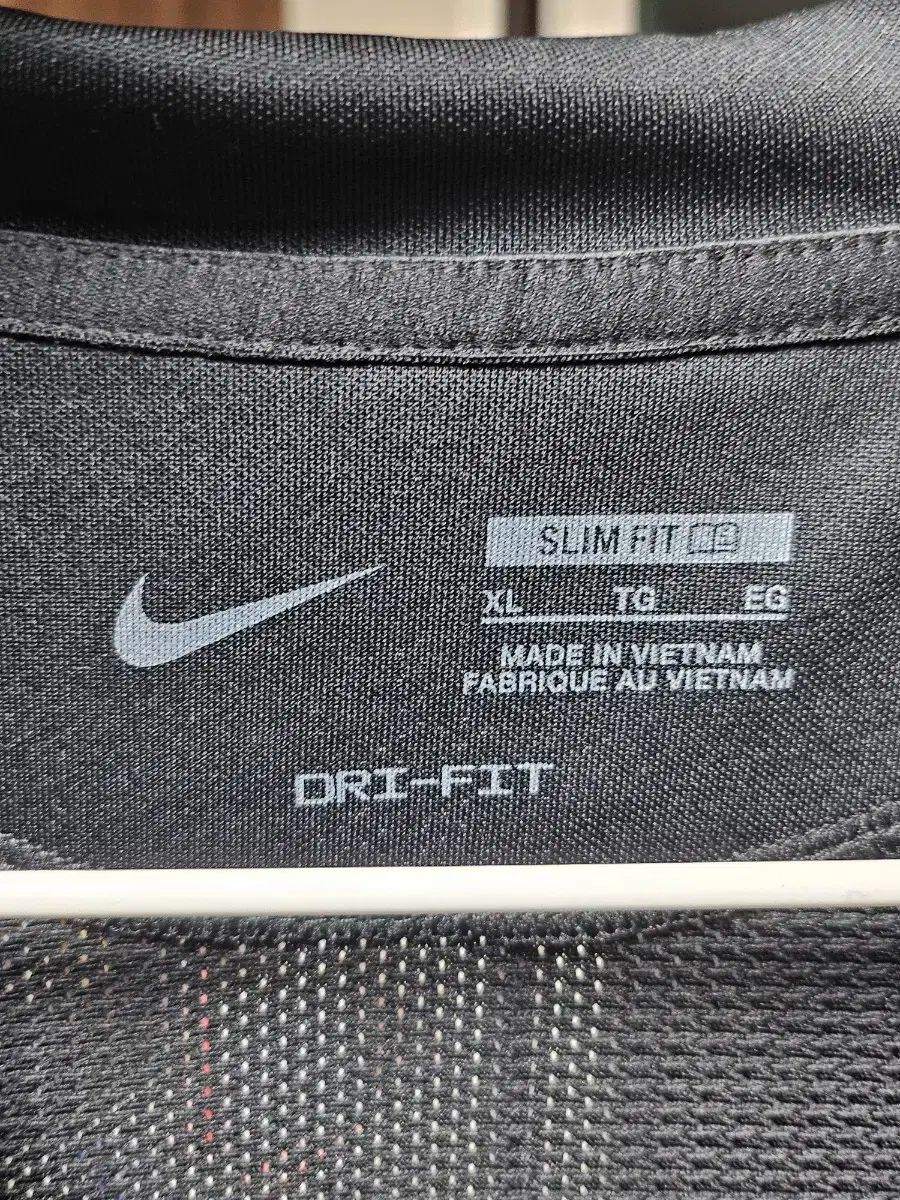 SLIM FIT
XL TG EG
MADE IN VIETNAM
FABRIQUE AU VIETNAM
DRI-FIT